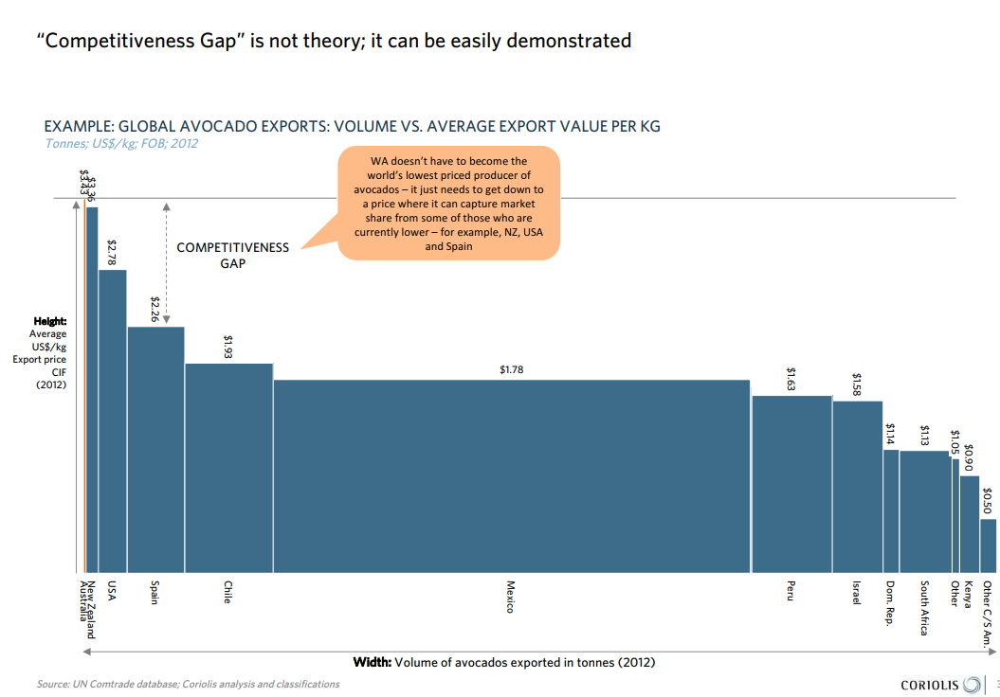 “Competitiveness Gap” is not theory; it can be easily demonstrated
EXAMPLE: GLOBAL AVOCADO EXPORTS: VOLUME VS. AVERAGE EXPORT VALUE PER KG
Tonnes; US$/kg; FOB; 2012
WA doesn’t have to become the
world’s lowest priced producer of
avocados – it just needs to get down to
a price where it can capture market
share from some of those who are
currently lower – for example, NZ, USA
and Spain
COMPETITIVENESS
GAP
Height:
Average
US$/kg
Export price
CIF
(2012)
$3.43
$3.36
$2.78
$2.26
$1.93
$1.78
$1.63
$1.58
$1.14
$1.13
$1.05
$0.90
$0.50
Australia
New Zealand
USA
Spain
Chile
Mexico
Peru
Israel
Dom. Rep.
South Africa
Other
Kenya
Other C/S Am.
Width: Volume of avocados exported in tonnes (2012)
Source: UN Comtrade database; Coriolis analysis and classifications
CORIOLIS